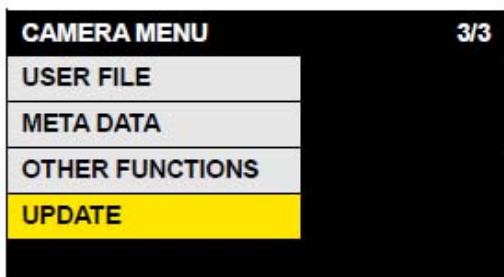 CAMERA MENU 3/3
USER FILE
META DATA
OTHER FUNCTIONS
UPDATE